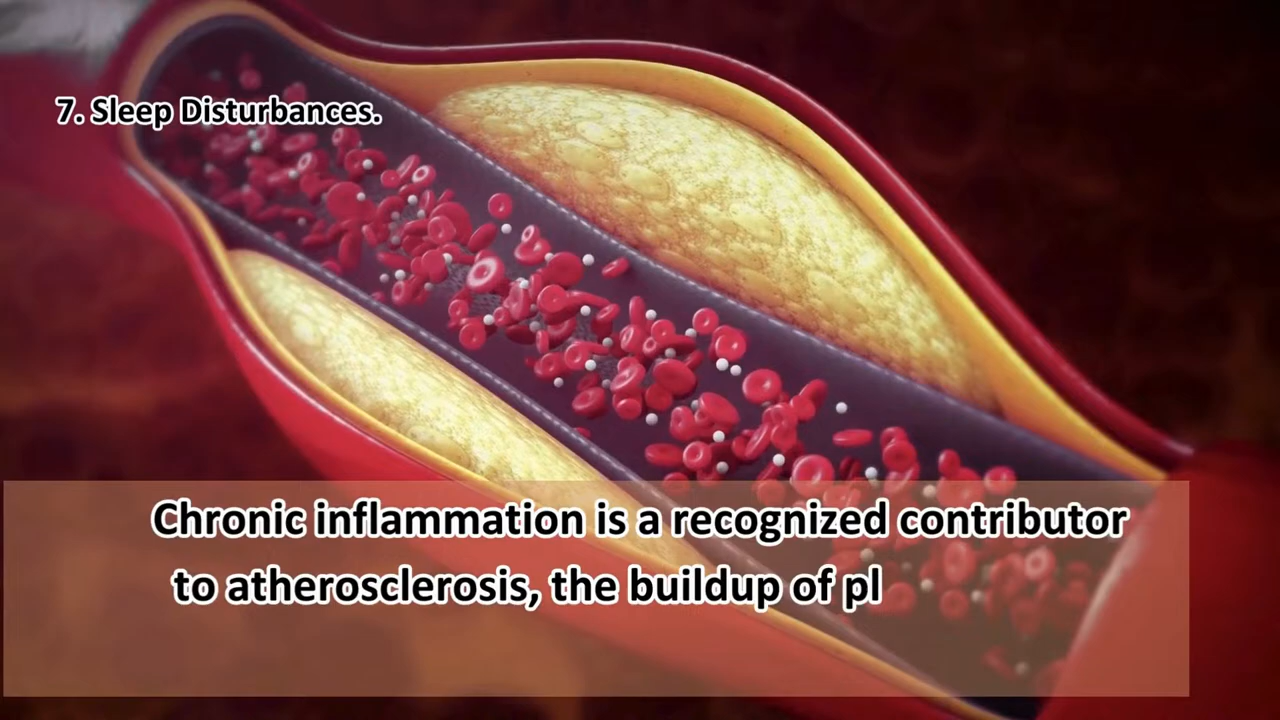 7. Sleep Disturbances.
Chronic inflammation is a recognized contributor
to atherosclerosis, the buildup of pl